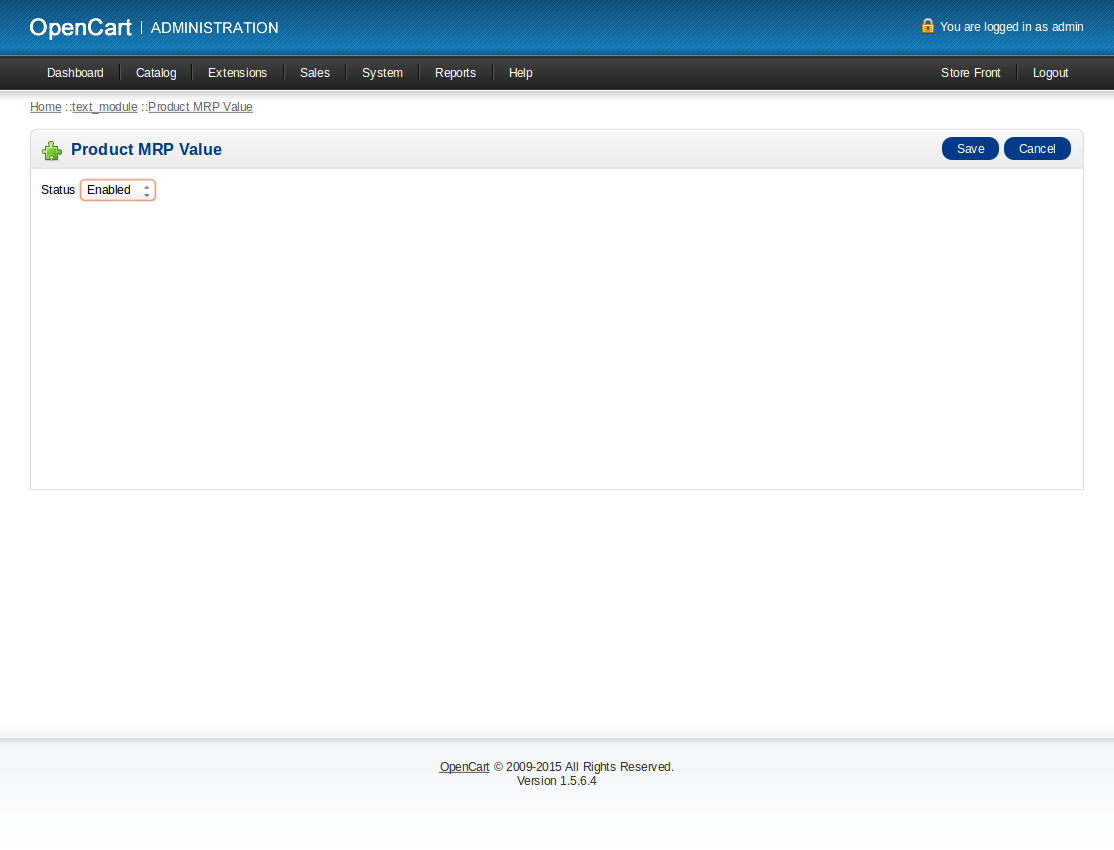 OpenCart | ADMINISTRATION
You are logged in as admin
Dashboard Catalog Extensions Sales System Reports Help Store Front Logout
Home :: text_module :: Product MRP Value
Product MRP Value Save Cancel
Status Enabled
OpenCart © 2009-2015 All Rights Reserved.
Version 1.5.6.4